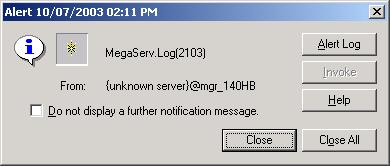 Alert 10/07/2003 02:11 PM
Alert Log
MegaServ.Log(2103)
Invoke
From: {unknown server}@mgr_140HB
Help
Do not display a further notification message.
Close
Close All